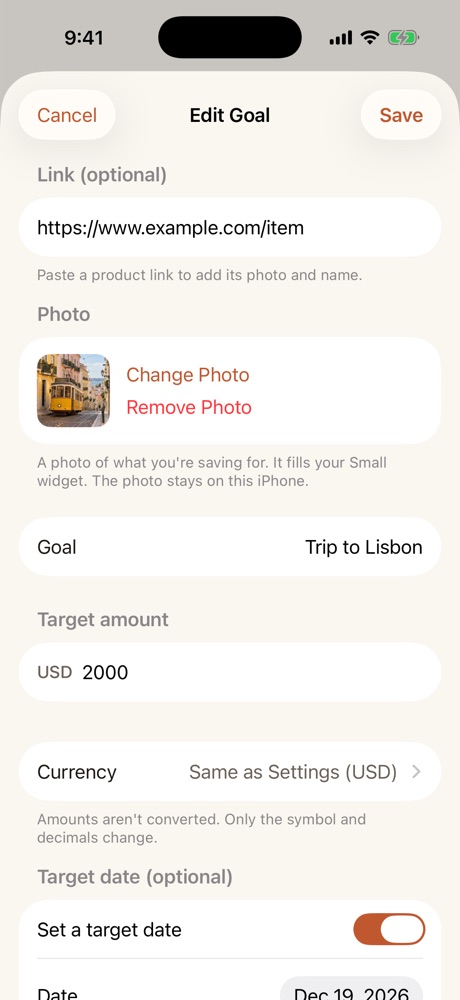 9:41
Cancel
Edit Goal
Save
Link (optional)
https://www.example.com/item
Paste a product link to add its photo and name.
Photo
Change Photo
Remove Photo
A photo of what you're saving for. It fills your Small
widget. The photo stays on this iPhone.
Goal
Trip to Lisbon
Target amount
USD 2000
Currency
Same as Settings (USD)
Amounts aren't converted. Only the symbol and
decimals change.
Target date (optional)
Set a target date
Date
Dec 19, 2026